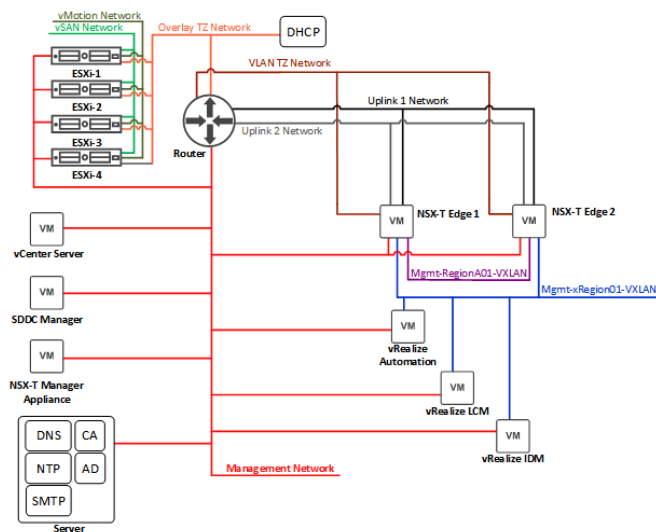 vMotion Network
vSAN Network
Overlay TZ Network
DHCP
ESXi-1
ESXi-2
ESXi-3
ESXi-4
VLAN TZ Network
Uplink 1 Network
Uplink 2 Network
Router
VM
NSX-T Edge 1
VM
NSX-T Edge 2
VM
vCenter Server
Mgmt-RegionA01-VXLAN
Mgmt-xRegion01-VXLAN
VM
SDDC Manager
VM
vRealize
Automation
VM
NSX-T Manager
Appliance
VM
vRealize LCM
DNS
CA
NTP
AD
SMTP
Server
VM
vRealize IDM
Management Network